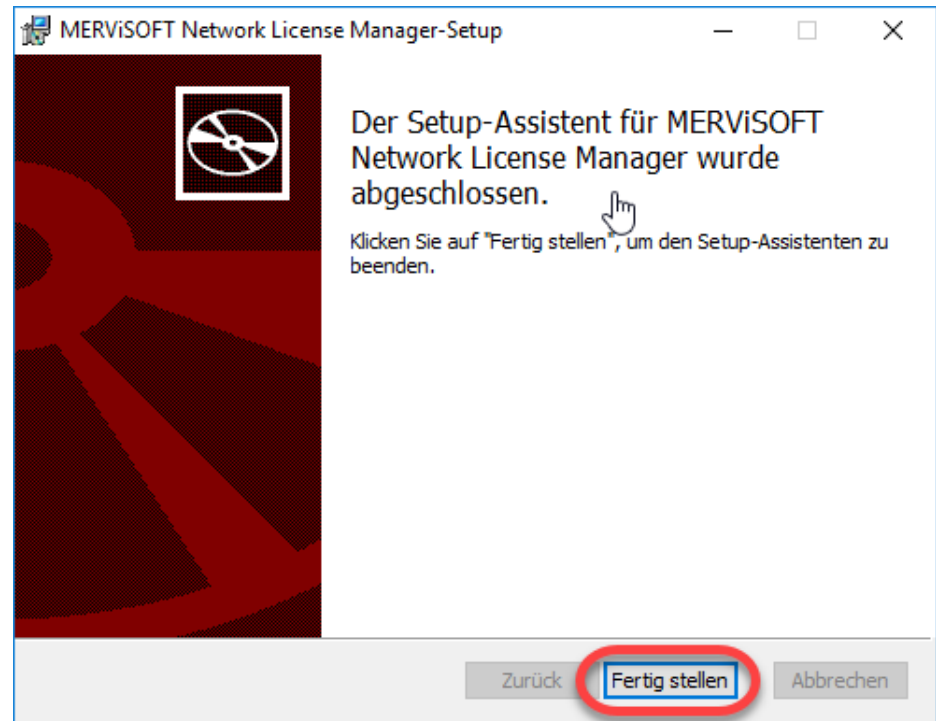 MERViSOFT Network License Manager-Setup
Der Setup-Assistent für MERViSOFT
Network License Manager wurde
abgeschlossen.
Klicken Sie auf "Fertig stellen", um den Setup-Assistenten zu
beenden.
Zurück Fertig stellen Abbrechen